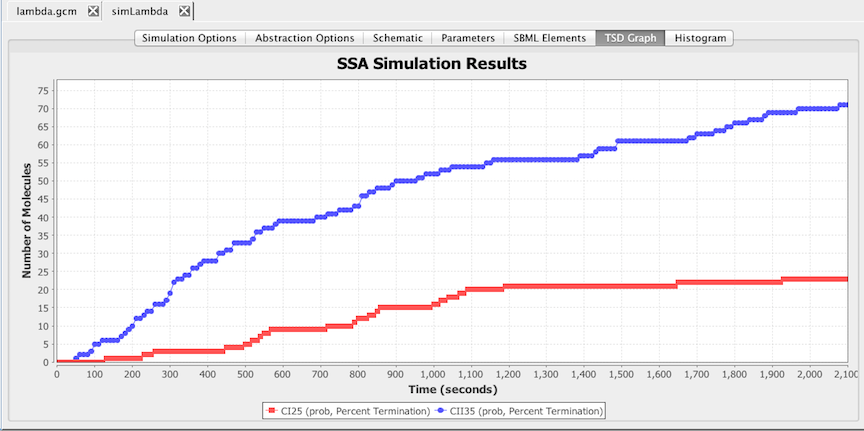 lambda.gcm simLambda
Simulation Options Abstraction Options Schematic Parameters SBML Elements TSD Graph Histogram
SSA Simulation Results
Number of Molecules
75
70
65
60
55
50
45
40
35
30
25
20
15
10
5
0
0 100 200 300 400 500 600 700 800 900 1,000 1,100 1,200 1,300 1,400 1,500 1,600 1,700 1,800 1,900 2,000 2,100
Time (seconds)
CI25 (prob, Percent Termination) CII35 (prob, Percent Termination)